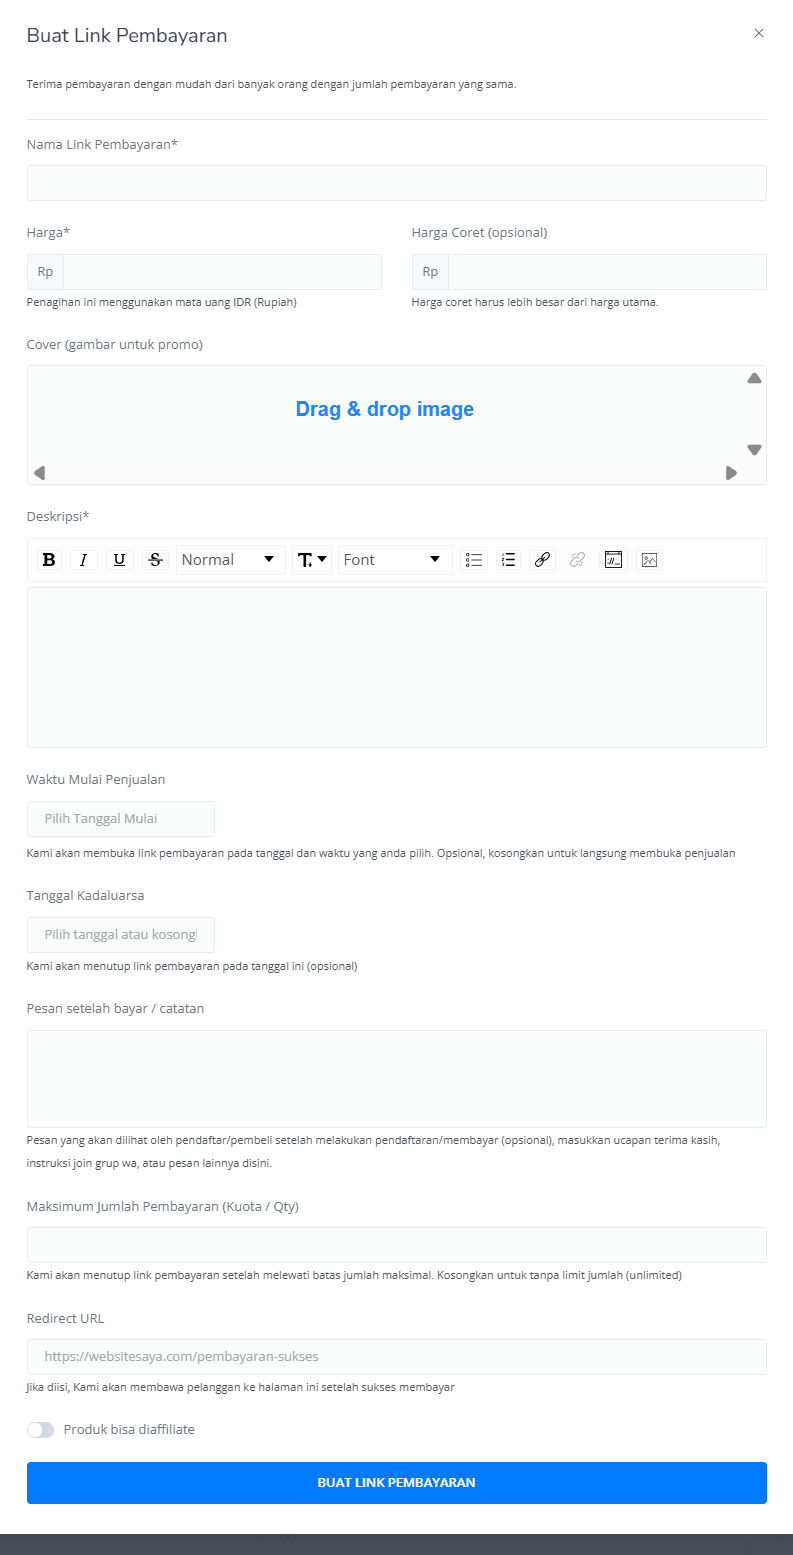 Buat Link Pembayaran
Terima pembayaran dengan mudah dari banyak orang dengan jumlah pembayaran yang sama.
Nama Link Pembayaran*
Harga*
Harga Coret (opsional)
Rp
Rp
Penagihan ini menggunakan mata uang IDR (Rupiah)
Harga coret harus lebih besar dari harga utama.
Cover (gambar untuk promo)
Drag & drop image
Deskripsi*
B I U S Normal T Font
Waktu Mulai Penjualan
Pilih Tanggal Mulai
Kami akan membuka link pembayaran pada tanggal dan waktu yang anda pilih. Opsional, kosongkan untuk langsung membuka penjualan
Tanggal Kadaluarsa
Pilih tanggal atau kosong
Kami akan menutup link pembayaran pada tanggal ini (opsional)
Pesan setelah bayar / catatan
Pesan yang akan dilihat oleh pendaftar/pembeli setelah melakukan pendaftaran/membayar (opsional), masukkan ucapan terima kasih,
instruksi join grup wa, atau pesan lainnya disini.
Maksimum Jumlah Pembayaran (Kuota / Qty)
Kami akan menutup link pembayaran setelah melewati batas jumlah maksimal. Kosongkan untuk tanpa limit jumlah (unlimited)
Redirect URL
https://websitesaya.com/pembayaran-sukses
Jika diisi, Kami akan membawa pelanggan ke halaman ini setelah sukses membayar
Produk bisa diaffiliate
BUAT LINK PEMBAYARAN